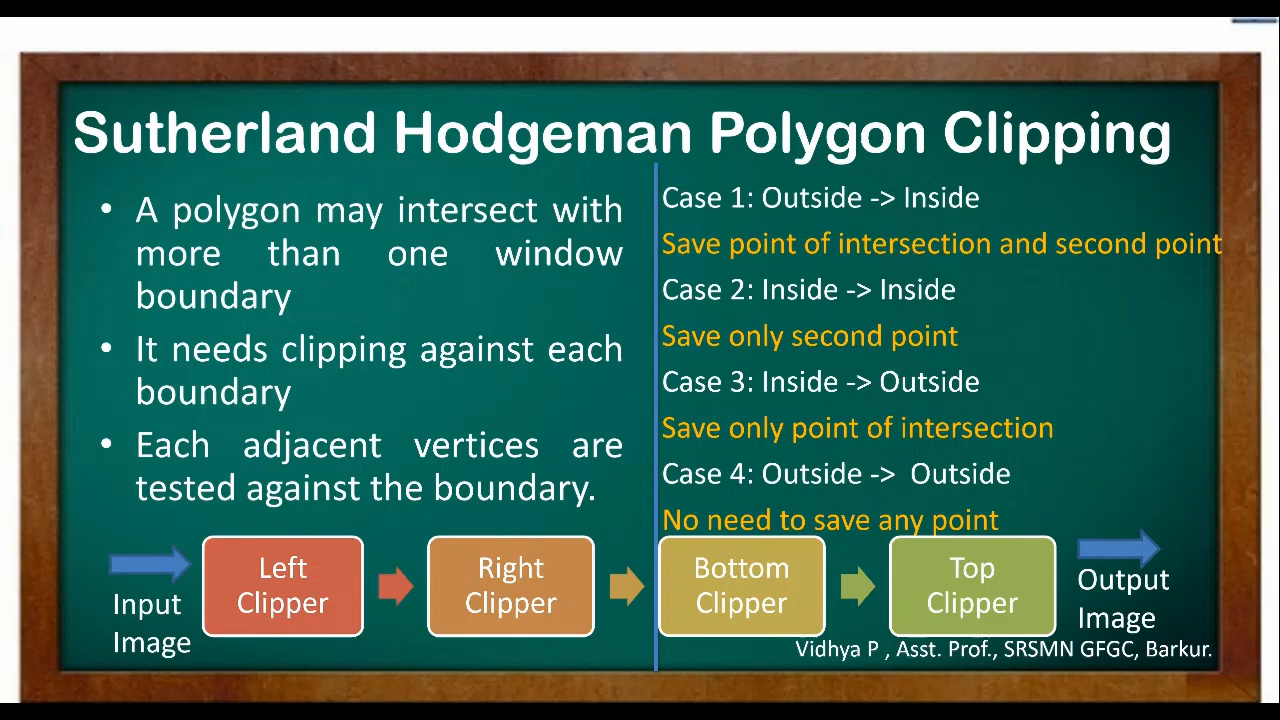 Sutherland Hodgeman Polygon Clipping
• A polygon may intersect with
more than one window
boundary
• It needs clipping against each
boundary
• Each adjacent vertices are
tested against the boundary.
Case 1: Outside -> Inside
Save point of intersection and second point
Case 2: Inside -> Inside
Save only second point
Case 3: Inside -> Outside
Save only point of intersection
Case 4: Outside -> Outside
No need to save any point
Input
Image
Left
Clipper
Right
Clipper
Bottom
Clipper
Top
Clipper
Output
Image
Vidhya P , Asst. Prof., SRSMN GFGC, Barkur.